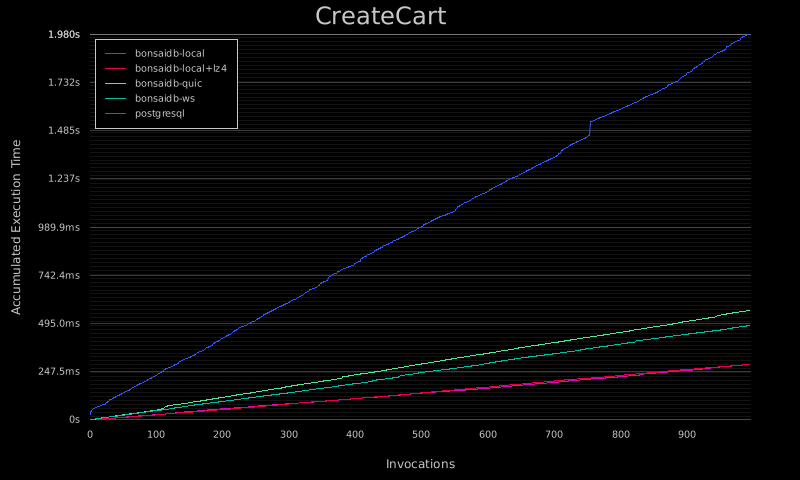 CreateCart
1.980s
1.732s
1.485s
1.237s
989.9ms
742.4ms
495.0ms
247.5ms
0s
bonsaidb-local
bonsaidb-local+lz4
bonsaidb-quic
bonsaidb-ws
postgresql
Accumulated Execution Time
0 100 200 300 400 500 600 700 800 900
Invocations